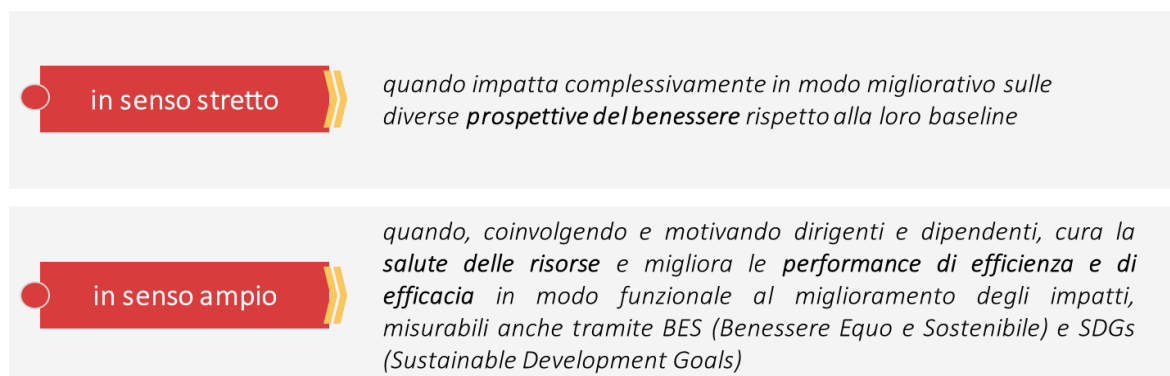 in senso stretto
quando impatta complessivamente in modo migliorativo sulle
diverse prospettive del benessere rispetto alla loro baseline
in senso ampio
quando, coinvolgendo e motivando dirigenti e dipendenti, cura la
salute delle risorse e migliora le performance di efficienza e di
efficacia in modo funzionale al miglioramento degli impatti,
misurabili anche tramite BES (Benessere Equo e Sostenibile) e SDGs
(Sustainable Development Goals)